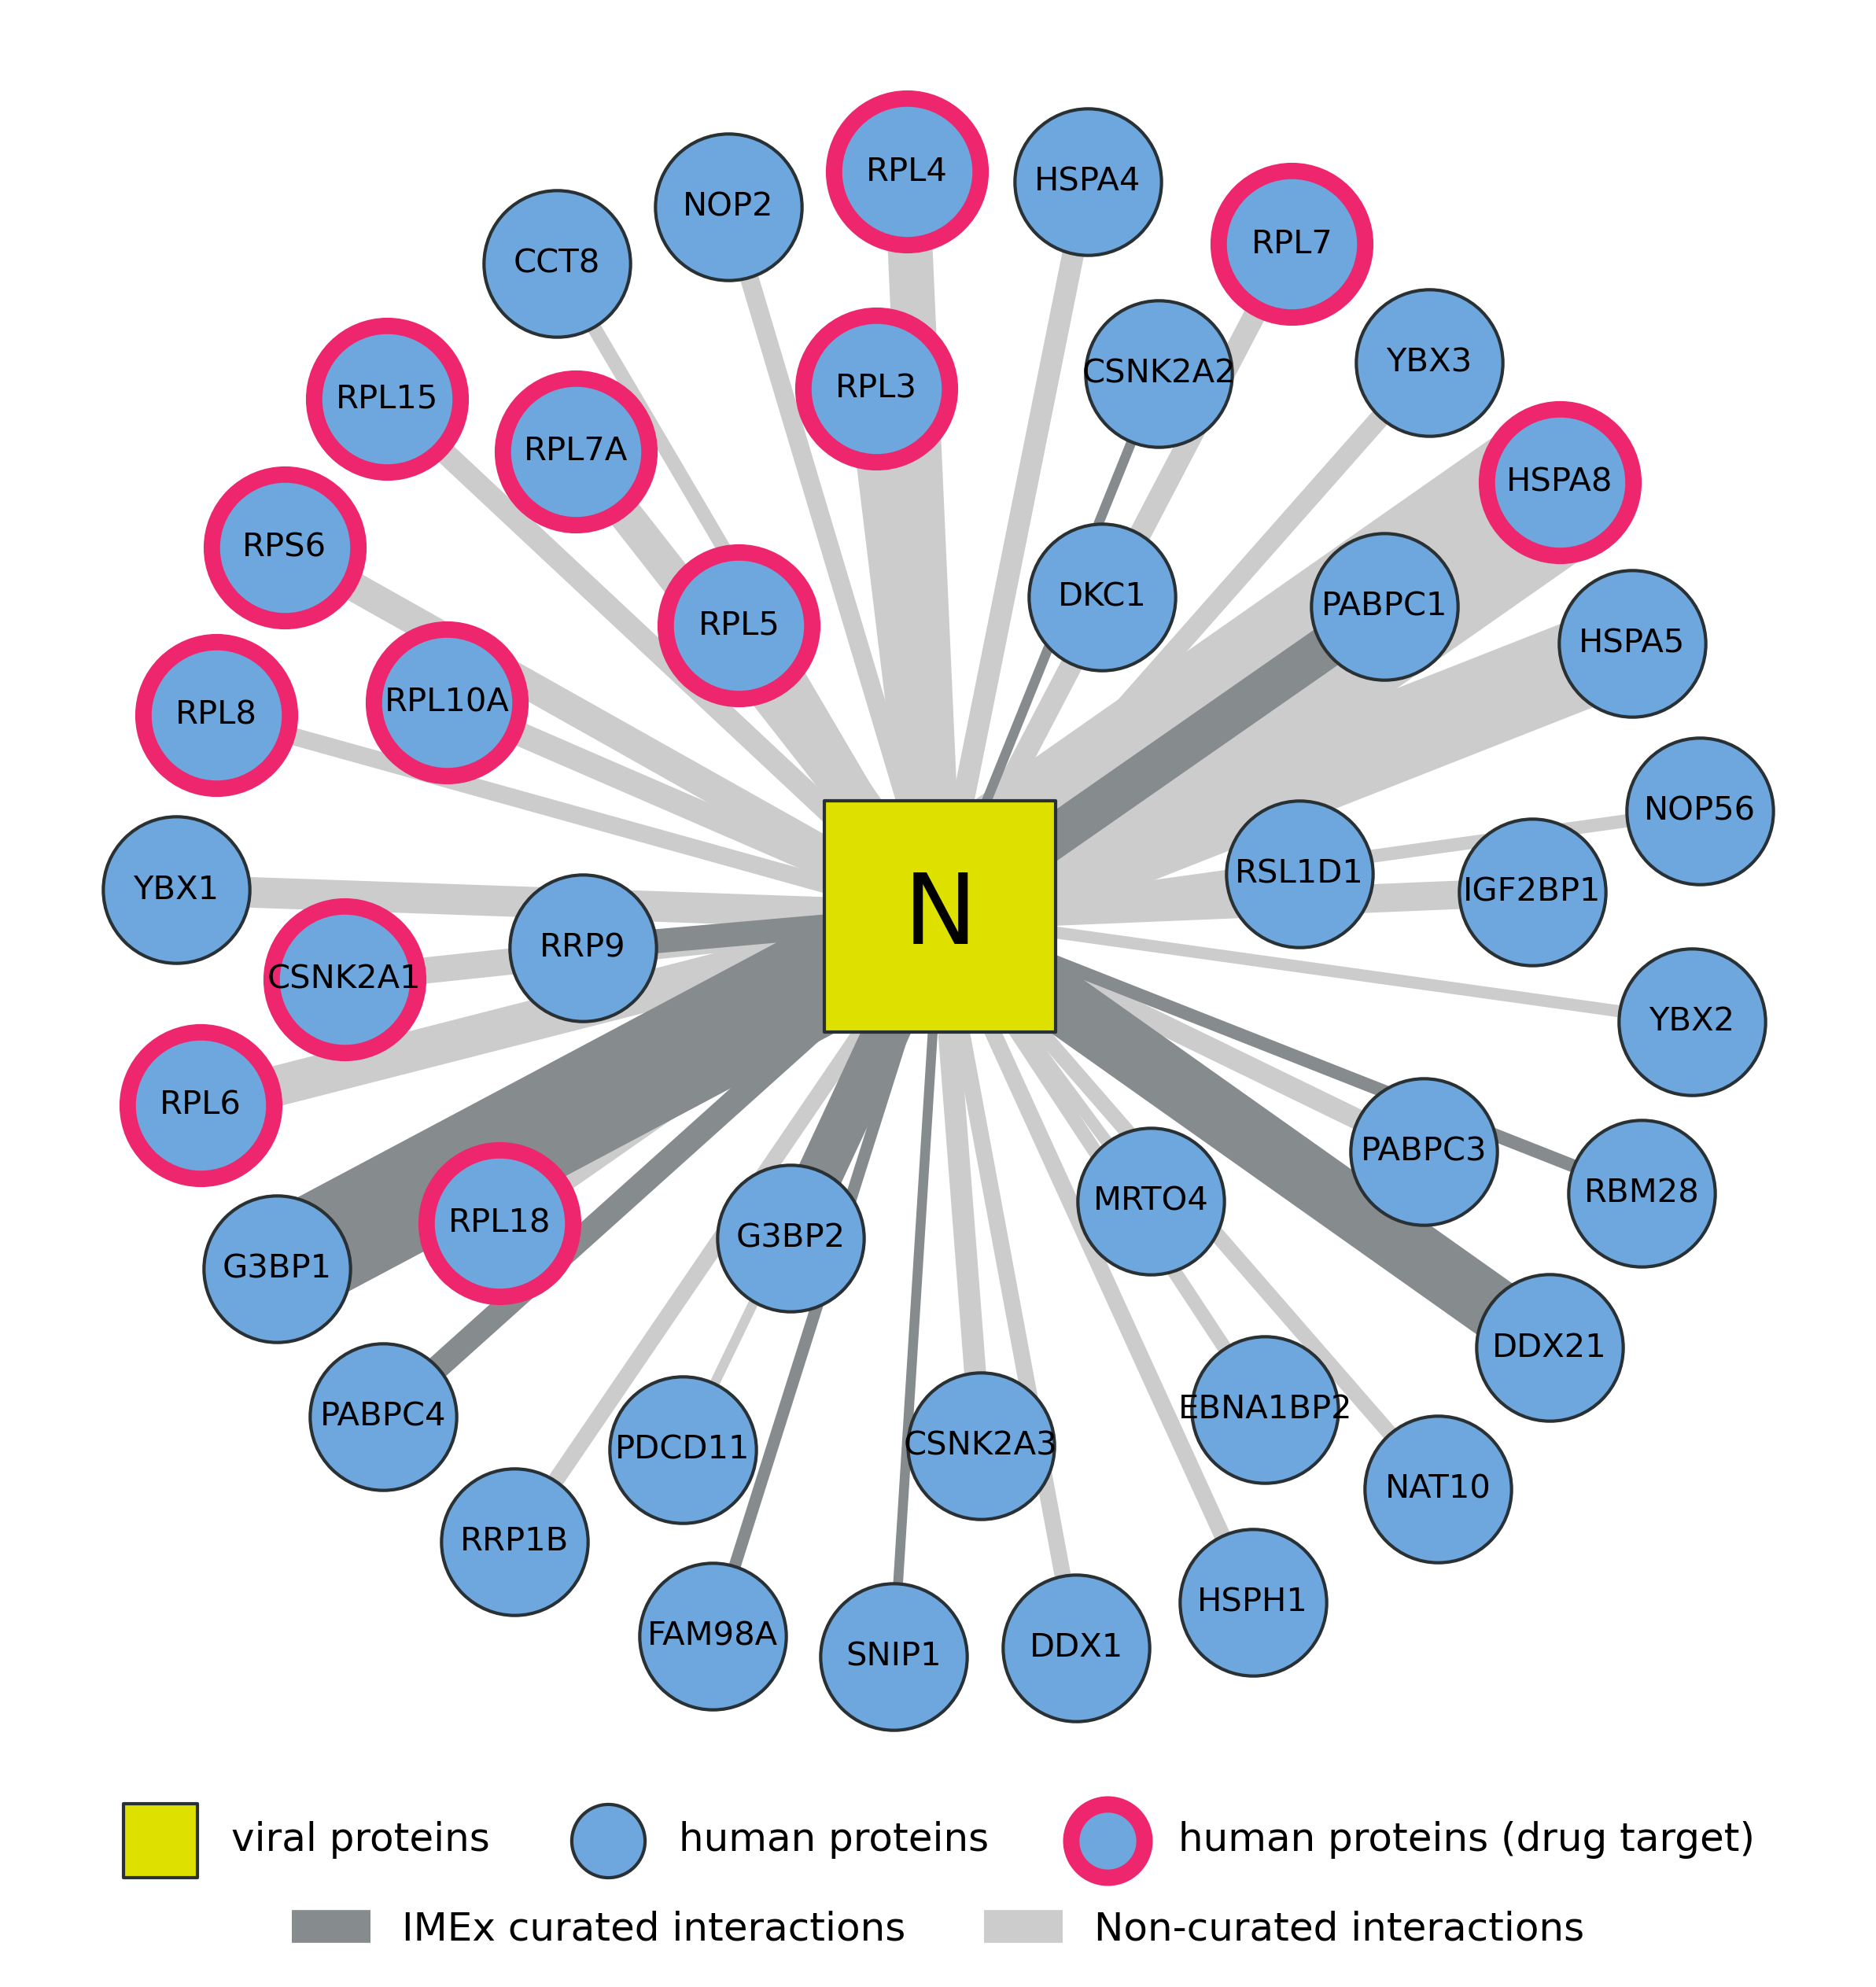 RPL4
HSPA4
NOP2
RPL7
CCT8
YBX3
CSNK2A2
RPL3
RPL15
RPL7A
HSPA8
RPS6
DKC1
PABPC1
RPL5
HSPA5
RPL10A
RPL8
NOP56
RSL1D1
YBX1
IGF2BP1
N
RRP9
CSNK2A1
YBX2
RPL6
PABPC3
RBM28
MRTO4
RPL18
G3BP2
G3BP1
DDX21
EBNA1BP2
PABPC4
CSNK2A3
PDCD11
NAT10
RRP1B
HSPH1
FAM98A
DDX1
SNIP1
viral proteins
human proteins
human proteins (drug target)
IMEx curated interactions
Non-curated interactions